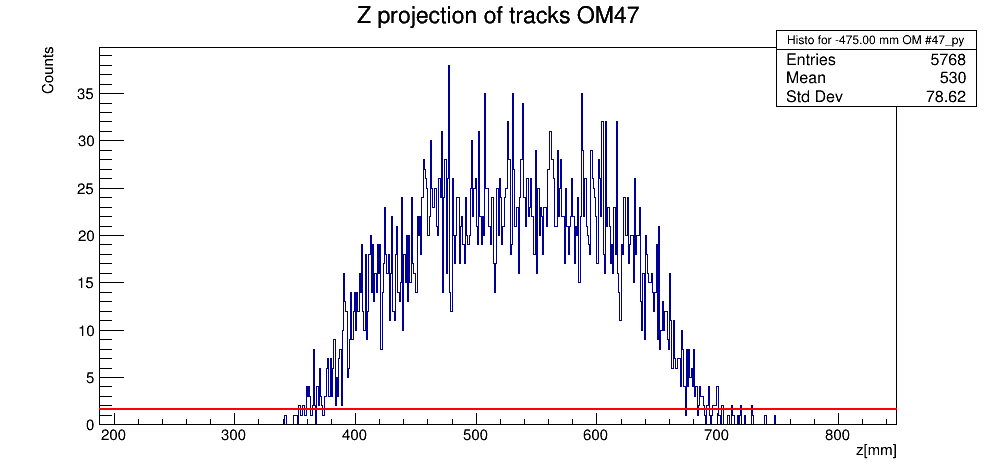 Z projection of tracks OM47
Histo for -475.00 mm OM #47_py
Entries 5768
Mean 530
Std Dev 78.62
Counts
35
30
25
20
15
10
5
0
200 300 400 500 600 700 800
z[mm]